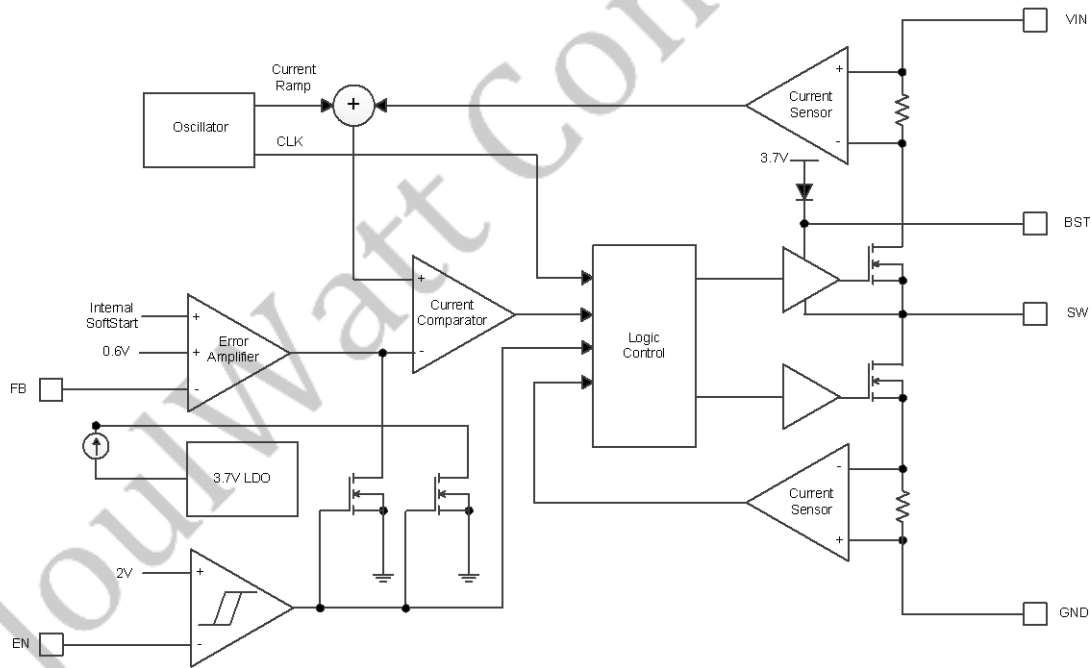 VIN
Current
Ramp
+
+
Current
Sensor
-
Oscillator
CLK
3.7V
BST
+
Current
Comparator
-
Internal
SoftStart
+
Error
Amplifier
0.6V
+
FB
-
Logic
Control
SW
3.7V LDO
-
Current
Sensor
+
2V
+
EN
-
GND